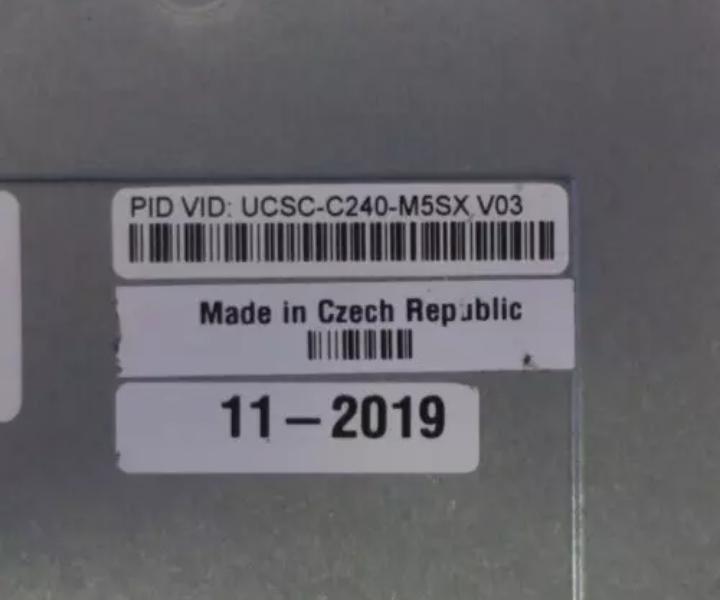 PID VID: UCSC-C240-M5SX V03
Made in Czech Republic
11-2019